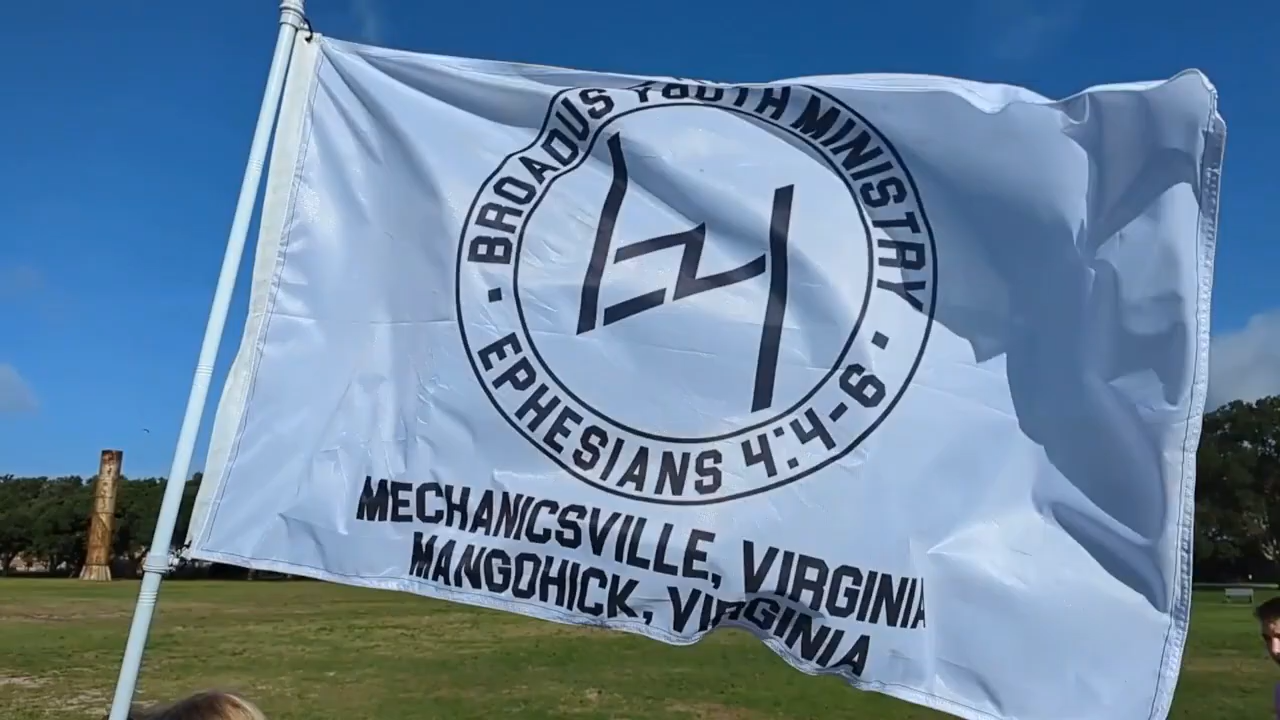 BROADUS YOUTH MINISTRY
EPHESIANS 4:4-6
MECHANICSVILLE, VIRGINIA
MANGOHICK, VIRGINIA